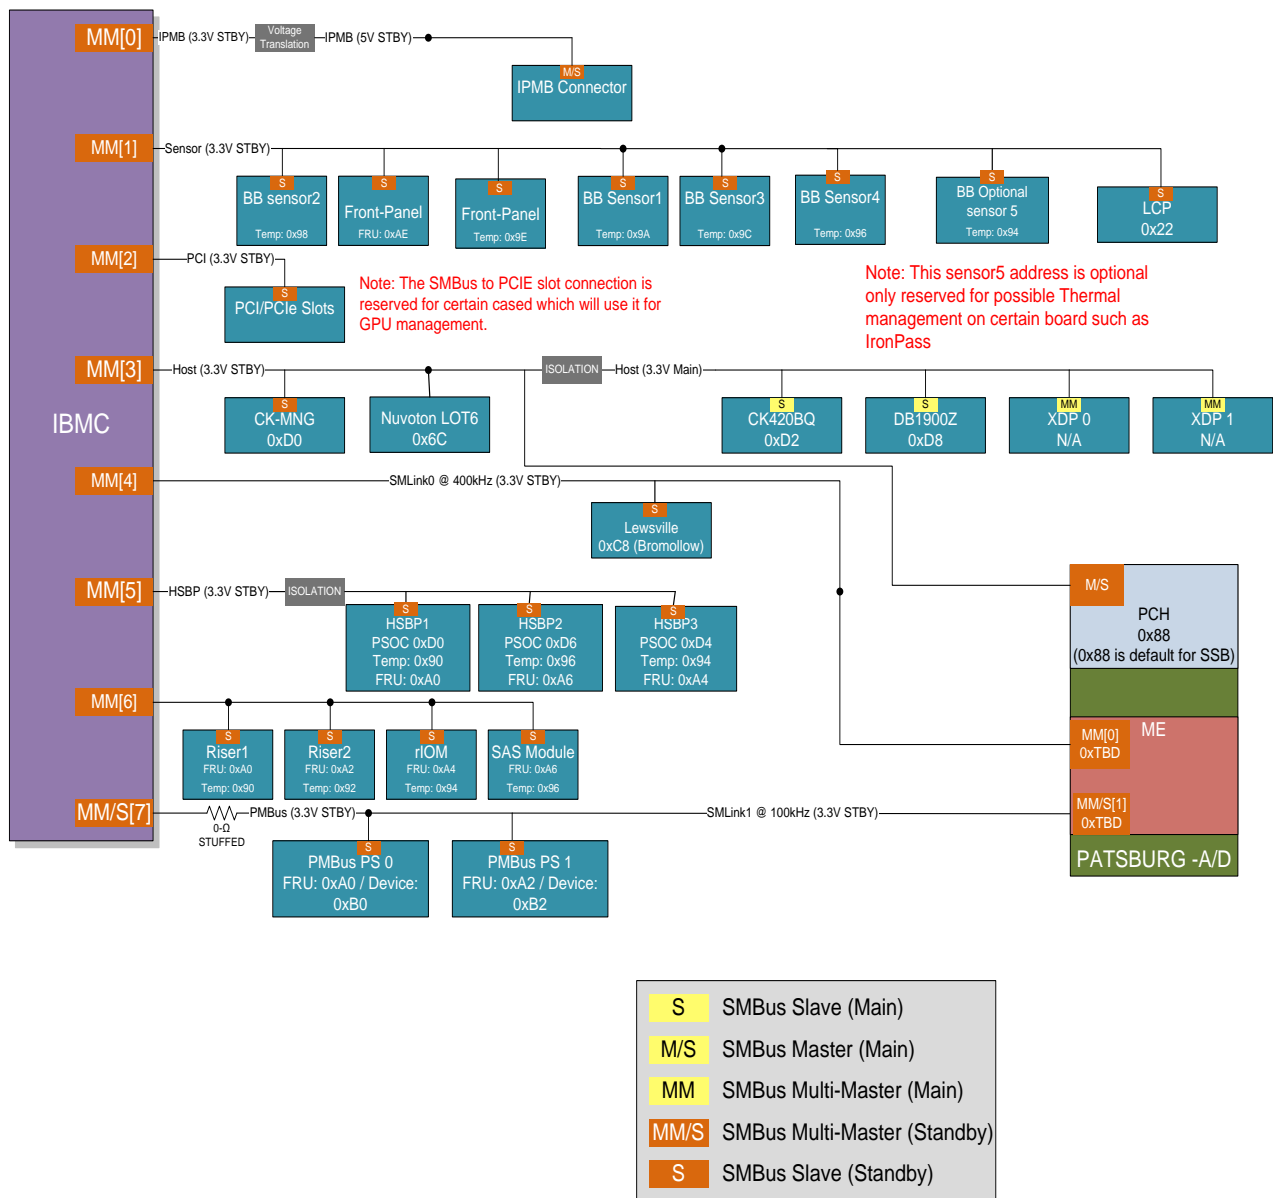 IBMC
MM[0]
IPMB (3.3V STBY)
Voltage
Translation
IPMB (5V STBY)
M/S
IPMB Connector
MM[1]
Sensor (3.3V STBY)
S
BB sensor2
Temp: 0x98
S
Front-Panel
FRU: 0xAE
S
Front-Panel
Temp: 0x9E
S
BB Sensor1
Temp: 0x9A
S
BB Sensor3
Temp: 0x9C
S
BB Sensor4
Temp: 0x96
S
BB Optional
sensor 5
Temp: 0x94
S
LCP
0x22
MM[2]
PCI (3.3V STBY)
S
PCI/PCIe Slots
Note: The SMBus to PCIE slot connection is
reserved for certain cased which will use it for
GPU management.
Note: This sensor5 address is optional
only reserved for possible Thermal
management on certain board such as
IronPass
MM[3]
Host (3.3V STBY)
ISOLATION
Host (3.3V Main)
S
CK-MNG
0xD0
Nuvoton LOT6
0x6C
S
CK420BQ
0xD2
S
DB1900Z
0xD8
MM
XDP 0
N/A
MM
XDP 1
N/A
MM[4]
SMLink0 @ 400kHz (3.3V STBY)
S
Lewsville
0xC8 (Bromollow)
MM[5]
HSBP (3.3V STBY)
ISOLATION
S
HSBP1
PSOC 0xD0
Temp: 0x90
FRU: 0xA0
S
HSBP2
PSOC 0xD6
Temp: 0x96
FRU: 0xA6
S
HSBP3
PSOC 0xD4
Temp: 0x94
FRU: 0xA4
M/S
PCH
0x88
(0x88 is default for SSB)
MM[6]
S
Riser1
FRU: 0xA0
Temp: 0x90
S
Riser2
FRU: 0xA2
Temp: 0x92
S
rIOM
FRU: 0xA4
Temp: 0x94
S
SAS Module
FRU: 0xA6
Temp: 0x96
ME
MM[0]
0xTBD
MM/S[1]
0xTBD
PATSBURG -A/D
MM/S[7]
0-Ω
STUFFED
PMBus (3.3V STBY)
SMLink1 @ 100kHz (3.3V STBY)
S
PMBus PS 0
FRU: 0xA0 / Device:
0xB0
S
PMBus PS 1
FRU: 0xA2 / Device:
0xB2
S SMBus Slave (Main)
M/S SMBus Master (Main)
MM SMBus Multi-Master (Main)
MM/S SMBus Multi-Master (Standby)
S SMBus Slave (Standby)